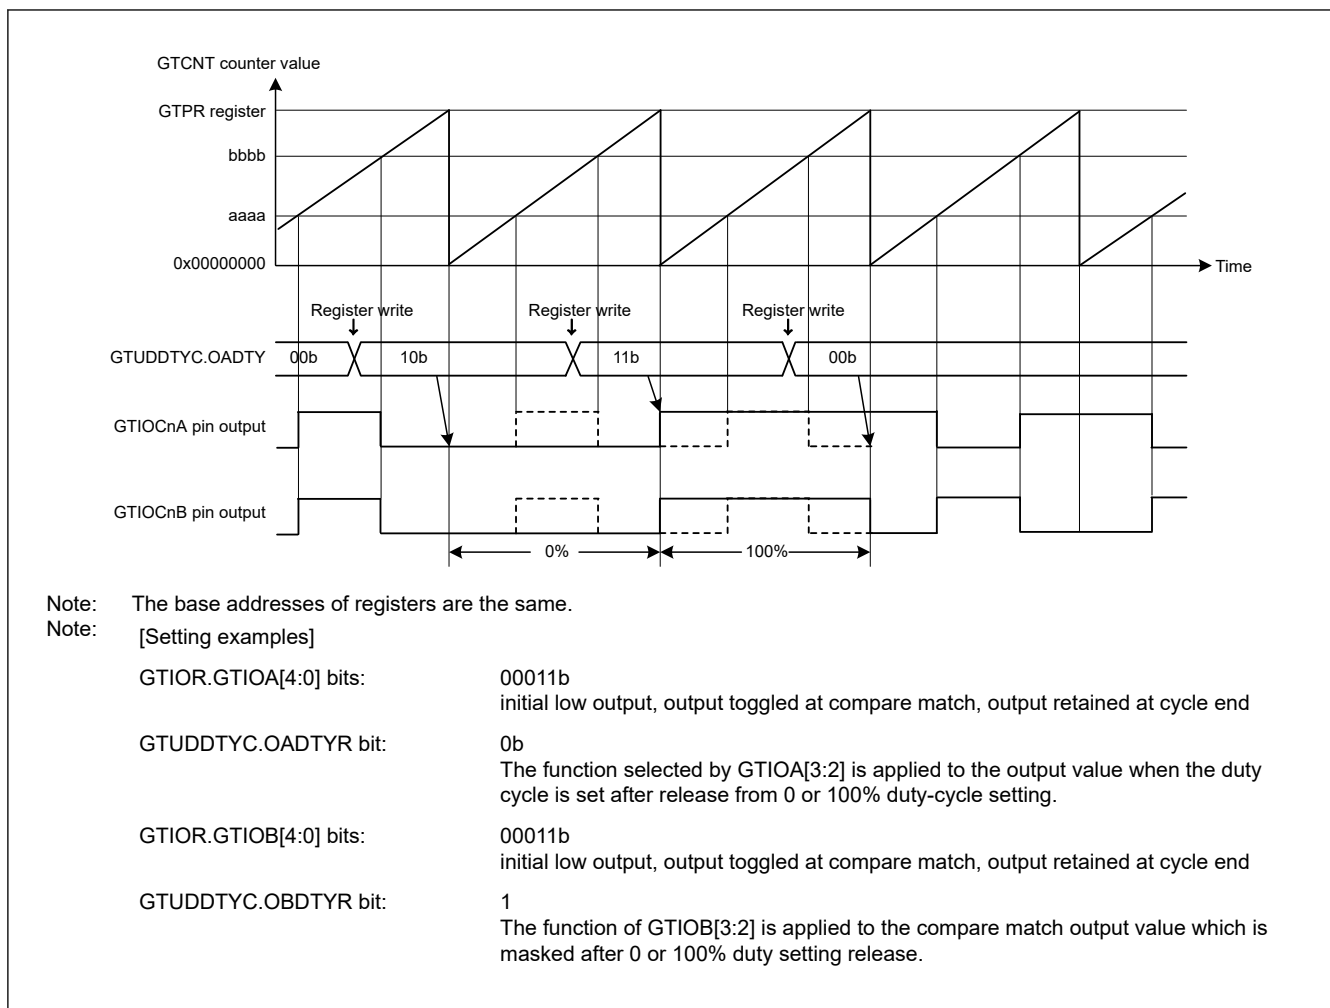 GTCNT counter value
GTPR register
bbbb
aaaa
0x00000000
Time
Register write Register write Register write
GTUDDTYC.OADTY 00b 10b 11b 00b
GTIOCnA pin output
GTIOCnB pin output
0% 100%
Note: The base addresses of registers are the same.
Note: [Setting examples]
GTIOR.GTIOA[4:0] bits: 00011b
initial low output, output toggled at compare match, output retained at cycle end
GTUDDTYC.OADTYR bit: 0b
The function selected by GTIOA[3:2] is applied to the output value when the duty
cycle is set after release from 0 or 100% duty-cycle setting.
GTIOR.GTIOB[4:0] bits: 00011b
initial low output, output toggled at compare match, output retained at cycle end
GTUDDTYC.OBDTYR bit: 1
The function of GTIOB[3:2] is applied to the compare match output value which is
masked after 0 or 100% duty setting release.